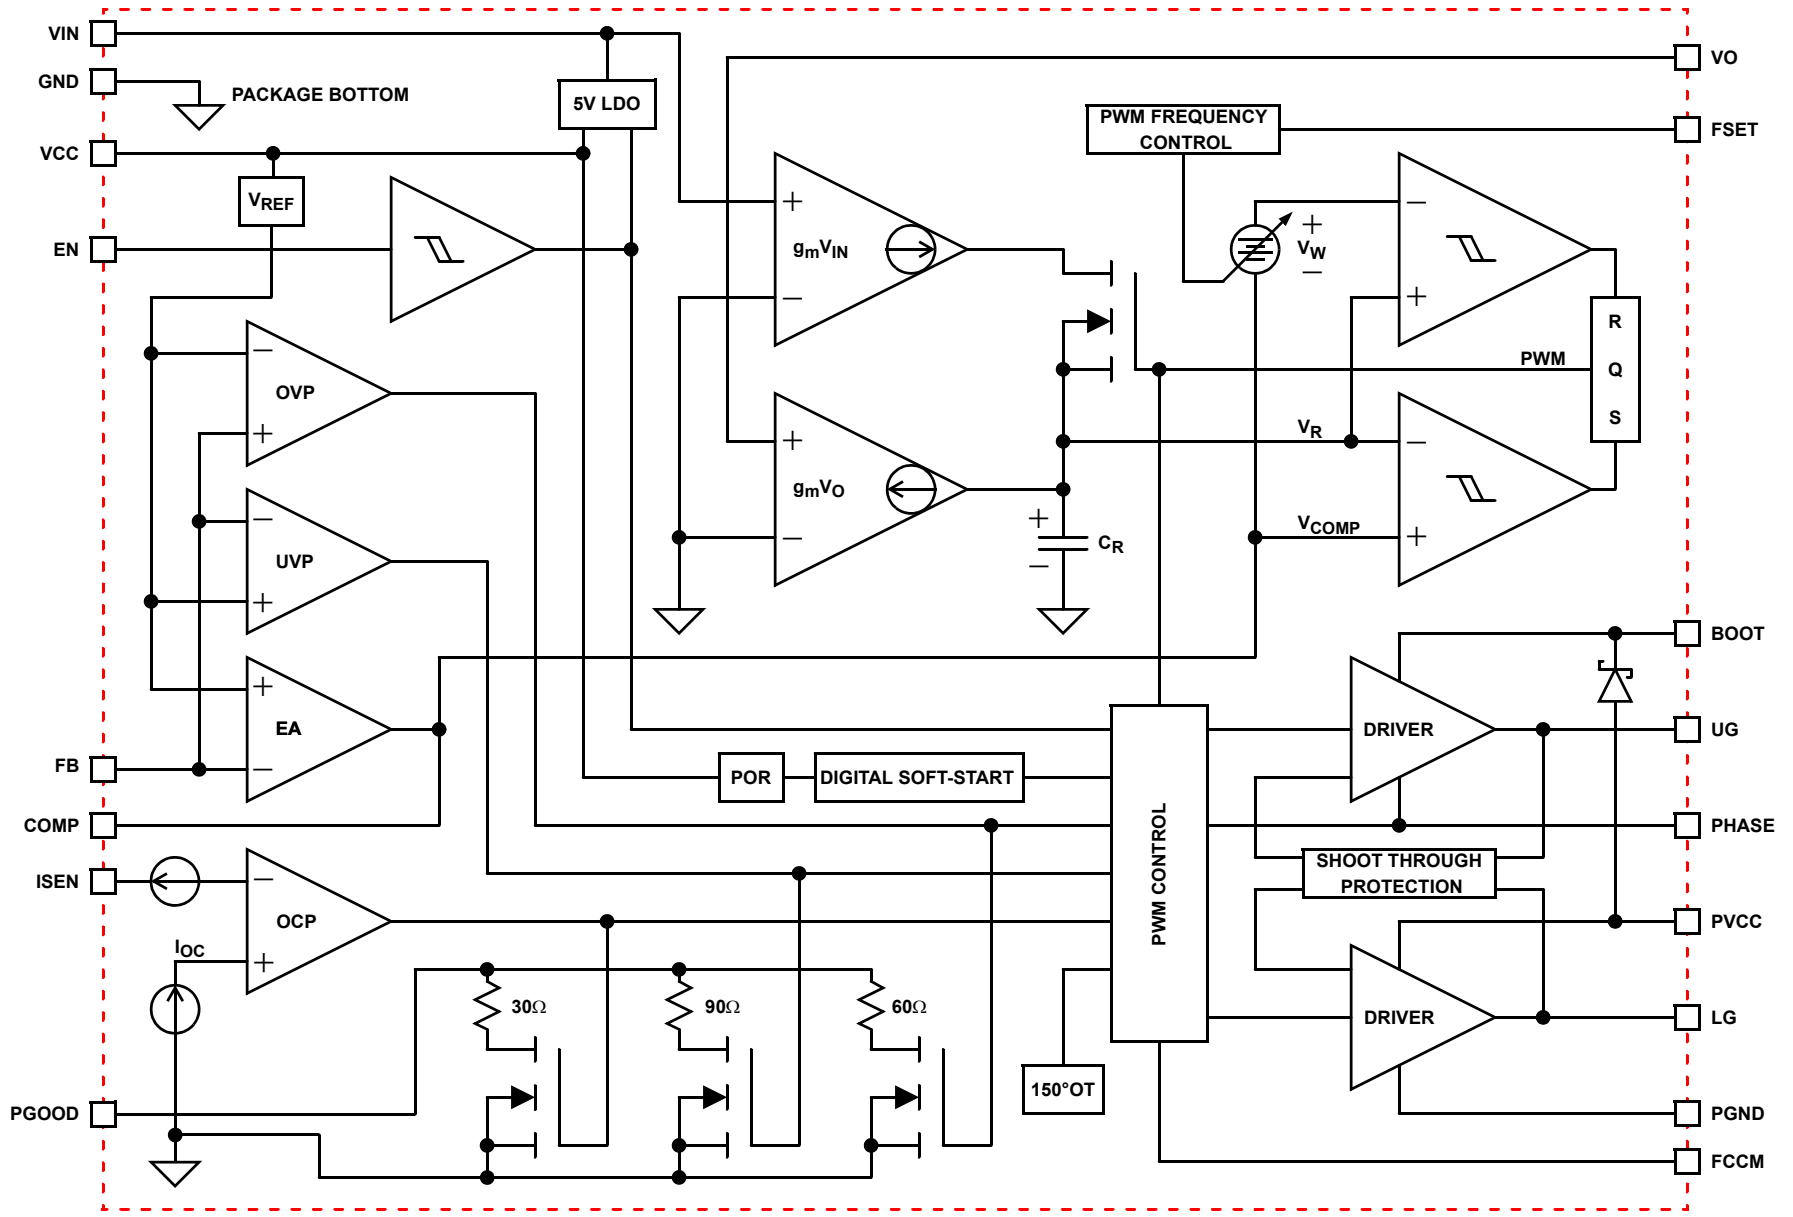 VIN
VO
GND
PACKAGE BOTTOM
5V LDO
PWM FREQUENCY
CONTROL
FSET
VCC
VREF
EN
+
gmVIN
−
+
VW
−
−
+
R
Q
S
PWM
−
OVP
+
+
gmVO
−
VR
−
VCOMP
+
+
CR
−
−
UVP
+
+
EA
−
FB
COMP
BOOT
DRIVER
UG
POR
DIGITAL SOFT-START
PWM CONTROL
PHASE
SHOOT THROUGH
PROTECTION
ISEN
−
OCP
+
IOC
PVCC
30Ω
90Ω
60Ω
DRIVER
LG
150°OT
PGOOD
PGND
FCCM